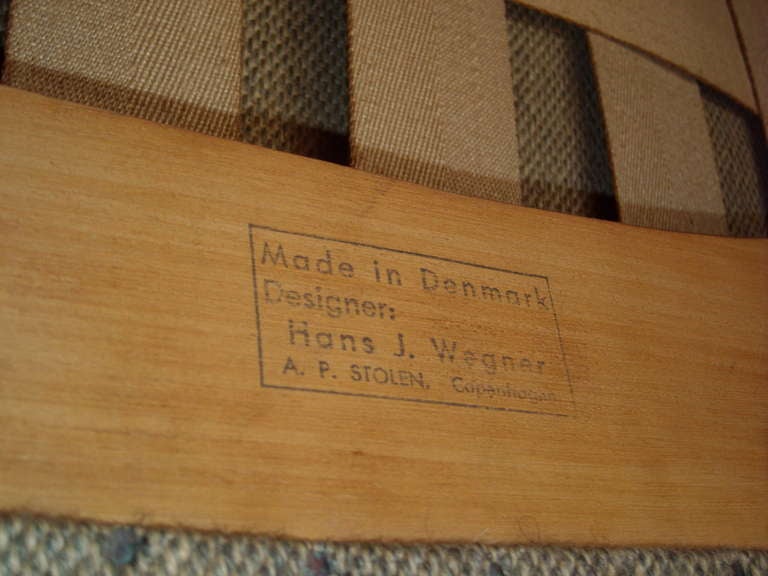 Made in Denmark
Designer:
Hans J. Wegner
A. P. STOLEN, Copenhagen